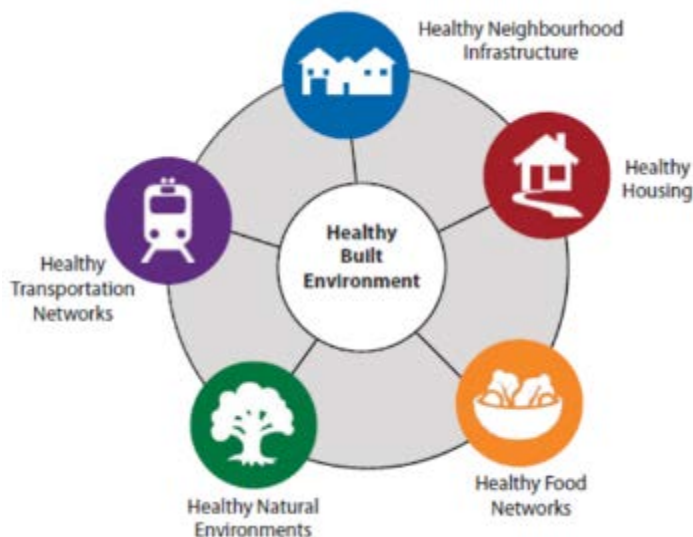 Healthy Neighbourhood
Infrastructure
Healthy
Housing
Healthy
Built
Environment
Healthy
Transportation
Networks
Healthy Food
Networks
Healthy Natural
Environments